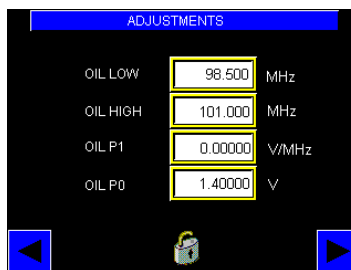 ADJUSTMENTS
OIL LOW 98.500 MHz
OIL HIGH 101.000 MHz
OIL P1 0.00000 V/MHz
OIL P0 1.40000 V